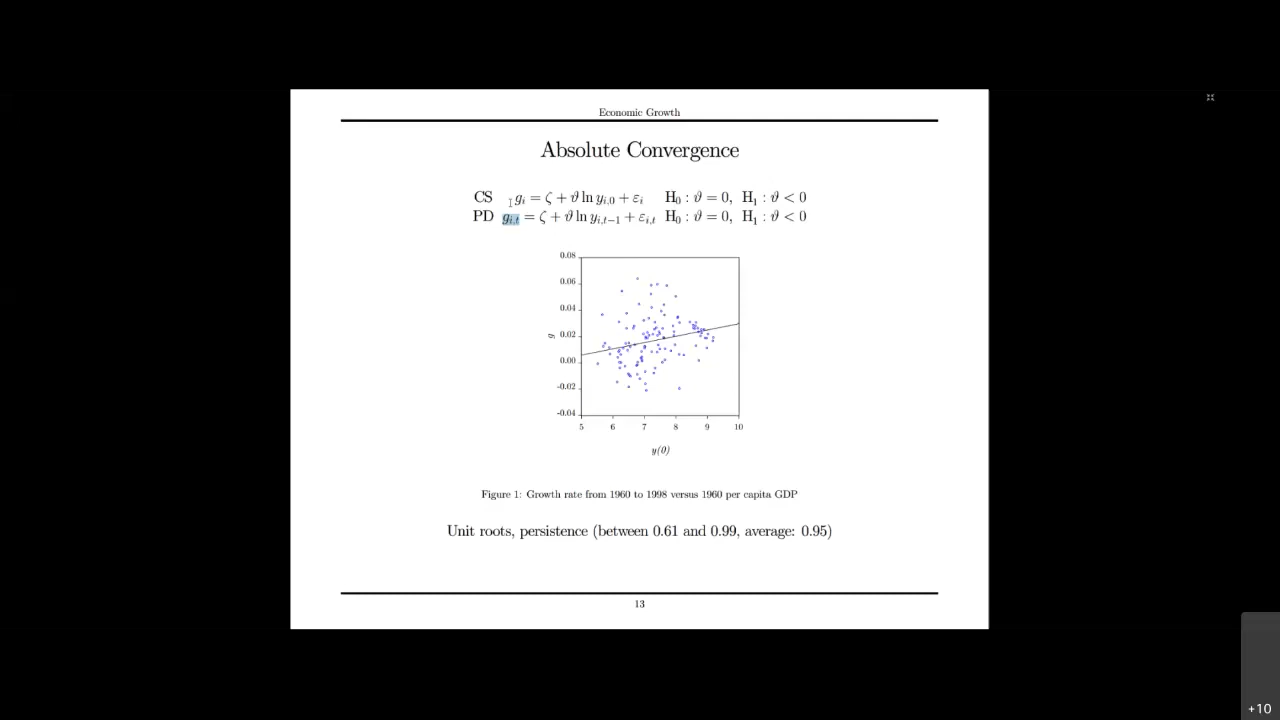 Economic Growth
Absolute Convergence
CS g_i = ζ + ϑ ln y_{i,0} + ε_i H_0 : ϑ = 0, H_1 : ϑ < 0
PD g_{i,t} = ζ + ϑ ln y_{i,t−1} + ε_{i,t} H_0 : ϑ = 0, H_1 : ϑ < 0
0.08
0.06
0.04
0.02
0.00
-0.02
-0.04
g
5 6 7 8 9 10
y(0)
Figure 1: Growth rate from 1960 to 1998 versus 1960 per capita GDP
Unit roots, persistence (between 0.61 and 0.99, average: 0.95)
13
+10